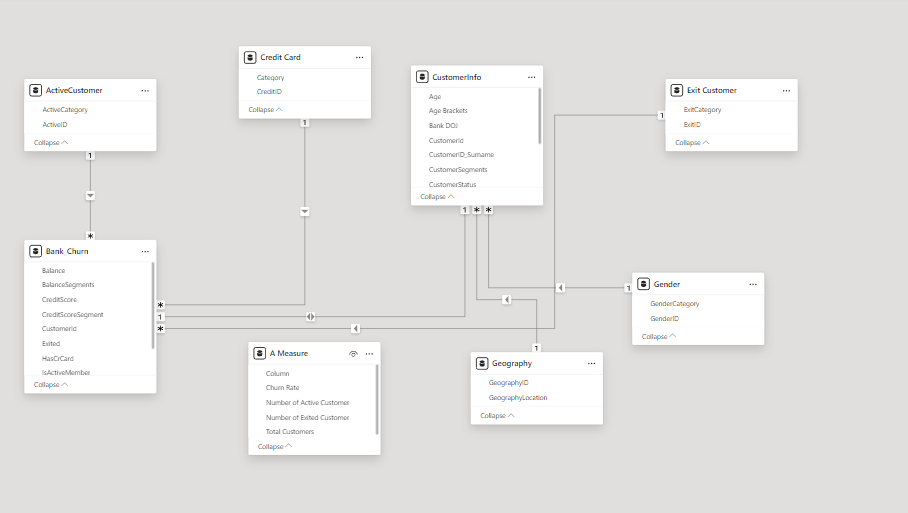 Credit Card
Category
CreditID
Collapse
ActiveCustomer
ActiveCategory
ActiveID
Collapse
CustomerInfo
Age
Age Brackets
Bank DOJ
CustomerId
CustomerID_Surname
CustomerSegments
CustomerStatus
Collapse
Exit Customer
ExitCategory
ExitID
Collapse
1
1
1
1
*
*
*
Bank_Churn
Balance
BalanceSegments
CreditScore
CreditScoreSegment
CustomerId
Exited
HasCrCard
IsActiveMember
Collapse
*
1
*
Gender
GenderCategory
GenderID
Collapse
1
A Measure
Column
Churn Rate
Number of Active Customer
Number of Exited Customer
Total Customers
Collapse
1
Geography
GeographyID
GeographyLocation
Collapse